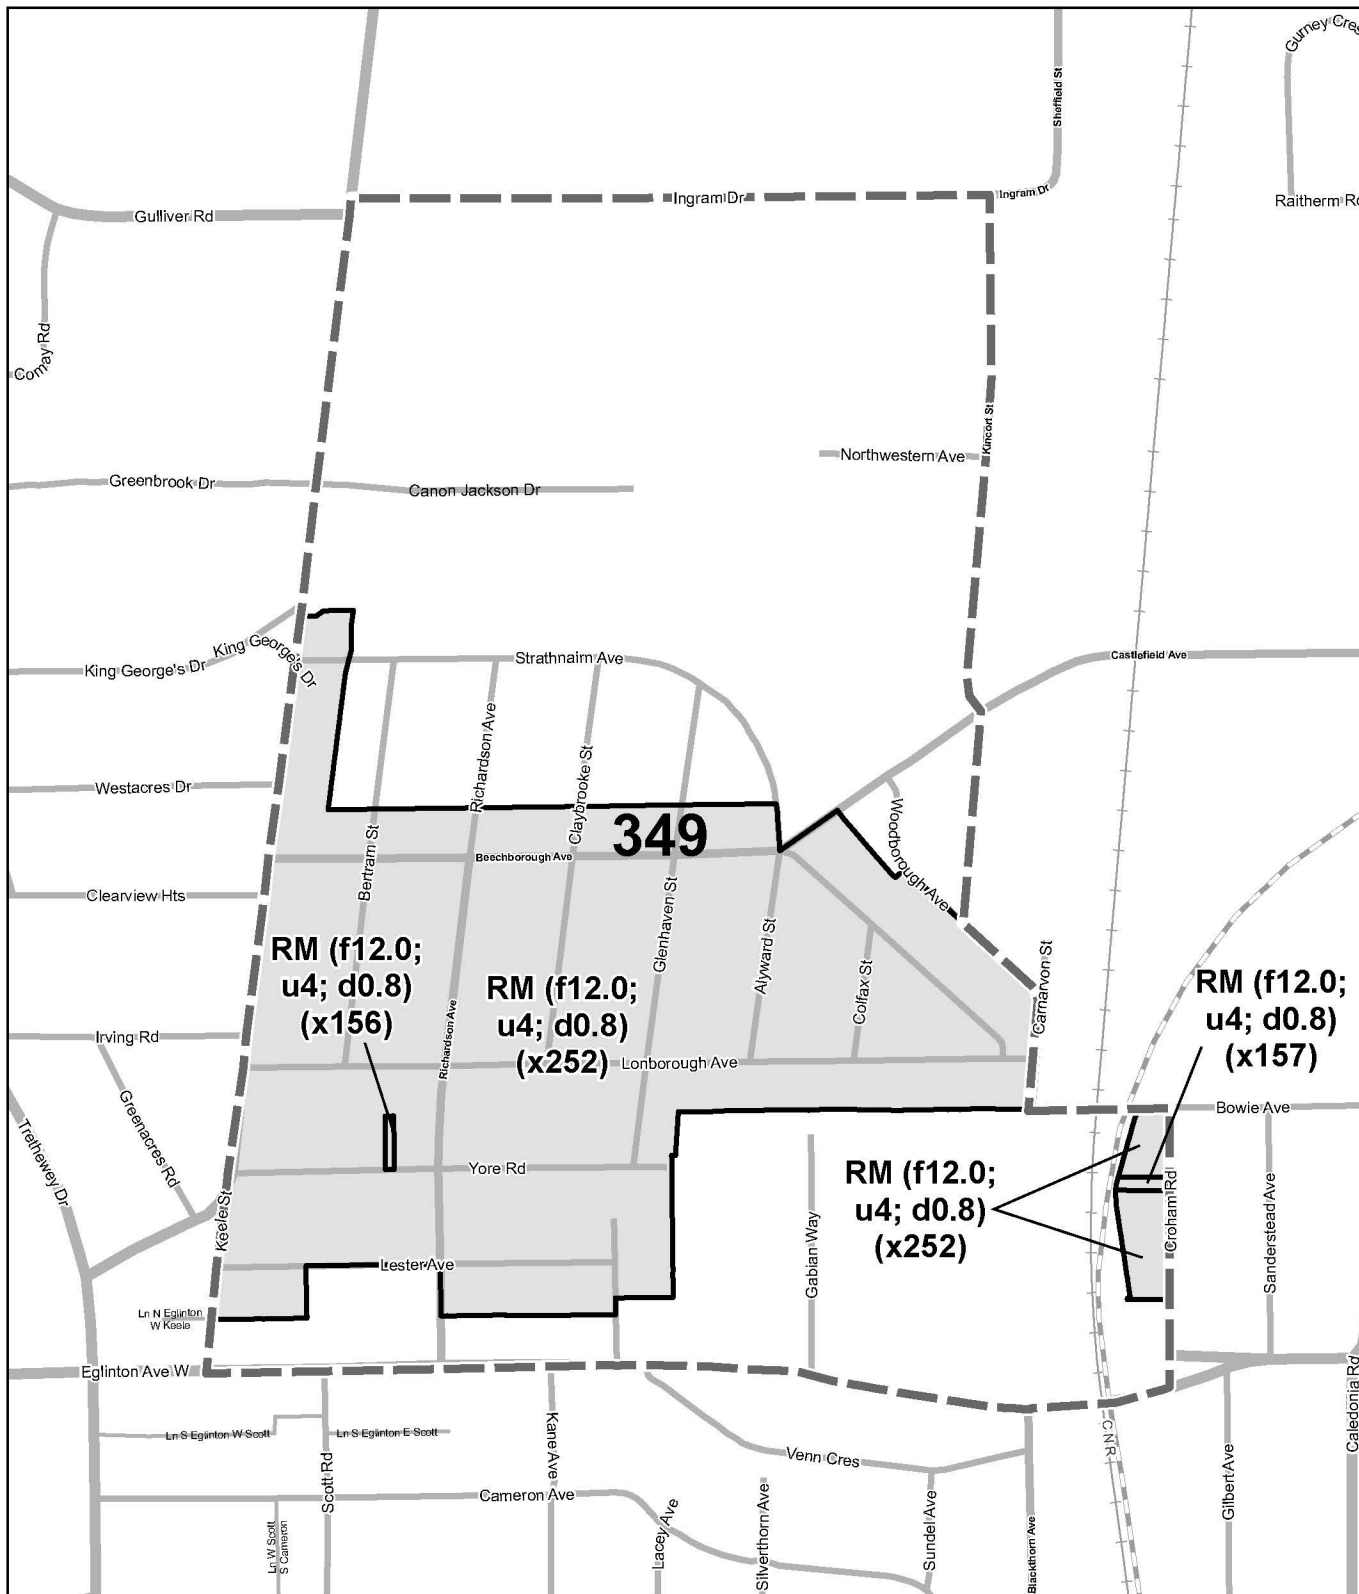 Gurney Cres
Sheffield St
Ingram Dr
Ingram Dr
Raitherm Rd
Gulliver Rd
Comay Rd
Kincort St
Northwestern Ave
Greenbrook Dr
Canon Jackson Dr
King George's Dr
King George's Dr
Strathnairn Ave
Castlefield Ave
Westacres Dr
Richardson Ave
Claybrooke St
Woodborough Ave
349
Bertram St
Beechborough Ave
Clearview Hts
Glenhaven St
Alyward St
Colfax St
Carnarvon St
RM (f12.0;
u4; d0.8)
(x156)
RM (f12.0;
u4; d0.8)
(x252)
RM (f12.0;
u4; d0.8)
(x157)
Irving Rd
Richardson Ave
Lonborough Ave
Greenacres Rd
Trethewey Dr
Bowie Ave
Yore Rd
RM (f12.0;
u4; d0.8)
(x252)
Keele St
Gabian Way
Croham Rd
Sanderstead Ave
Lester Ave
Ln N Eglinton
W Keele
Eglinton Ave W
Caledonia Rd
Ln S Eglinton W Scott
Ln S Eglinton E Scott
Scott Rd
Kane Ave
Venn Cres
C N R
Gilbert Ave
Cameron Ave
Ln W Scott
S Cameron
Lacey Ave
Silverthorn Ave
Sundel Ave
Blackthorn Ave